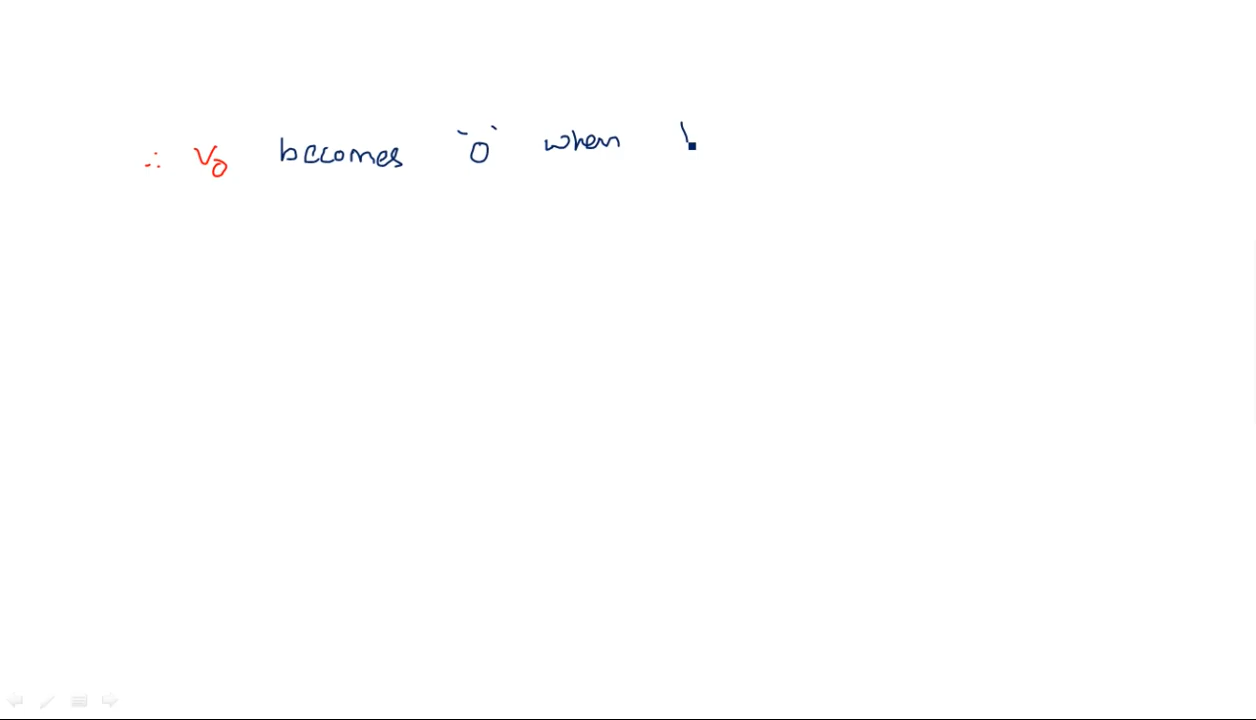 ∴ V₀ becomes "0" when